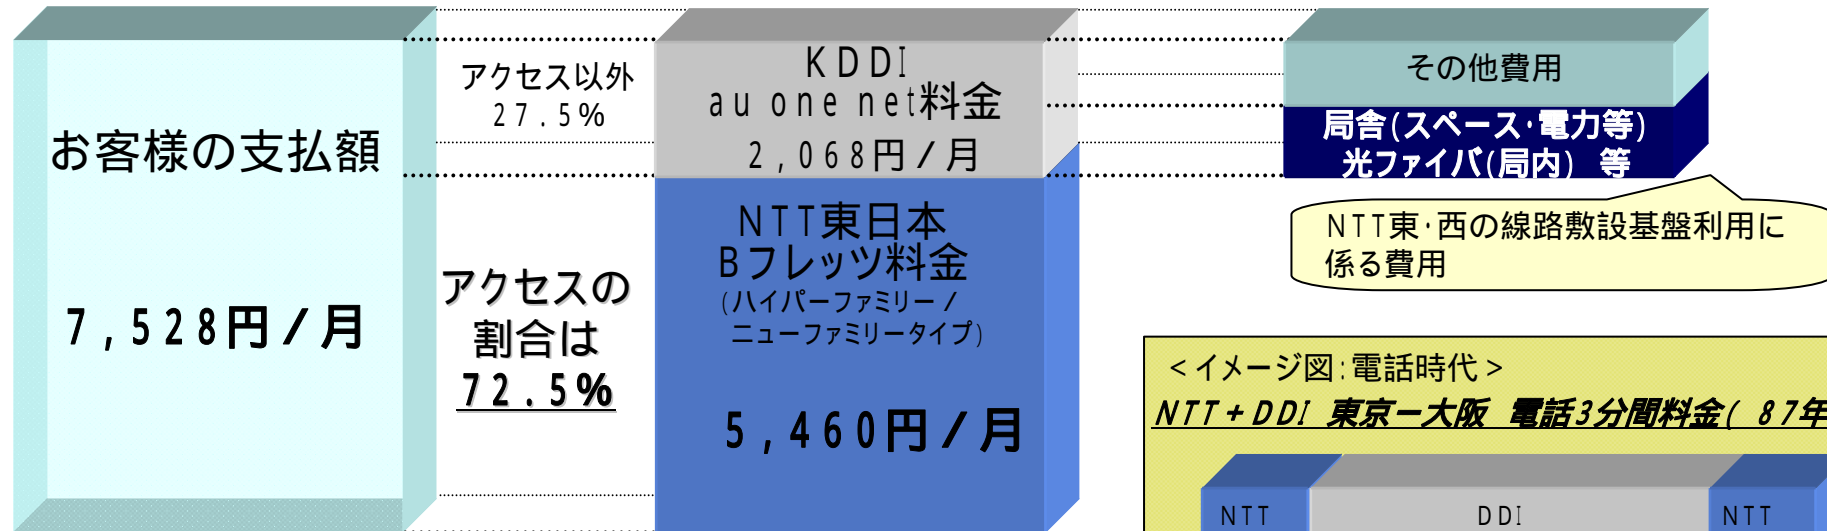 お客様の支払額
7,528円/月
アクセス以外
27.5%
アクセスの
割合は
72.5%
KDDI
au one net料金
2,068円/月
NTT東日本
Bフレッツ料金
(ハイパーファミリー/
ニューファミリータイプ)
5,460円/月
その他費用
局舎(スペース・電力等)
光ファイバ(局内) 等
NTT東・西の線路敷設基盤利用に
係る費用
<イメージ図:電話時代>
NTT+DDI 東京ー大阪 電話3分間料金( 87年
NTT
DDI
NTT